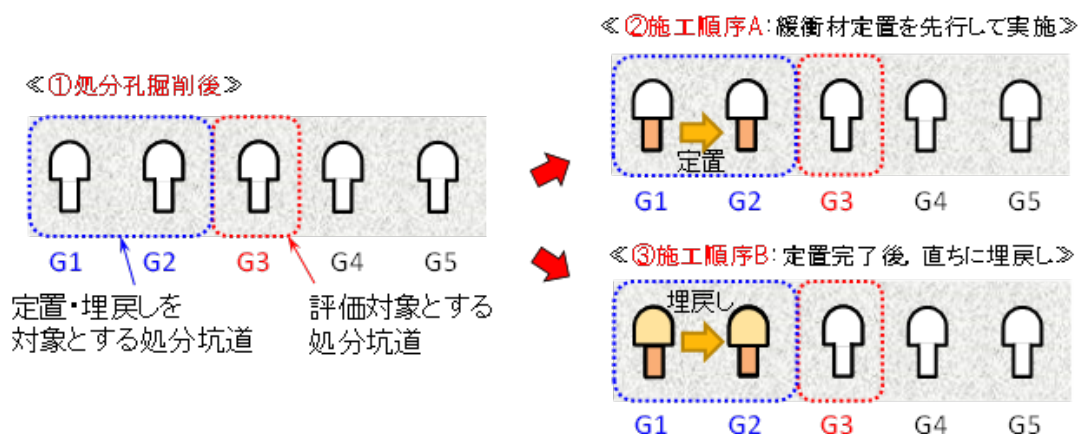 ≪①処分孔掘削後≫
G1 G2 G3 G4 G5
定置・埋戻しを
対象とする処分坑道
評価対象とする
処分坑道
≪②施工順序A:緩衝材定置を先行して実施≫
定置
G1 G2 G3 G4 G5
≪③施工順序B:定置完了後, 直ちに埋戻し≫
埋戻し
G1 G2 G3 G4 G5